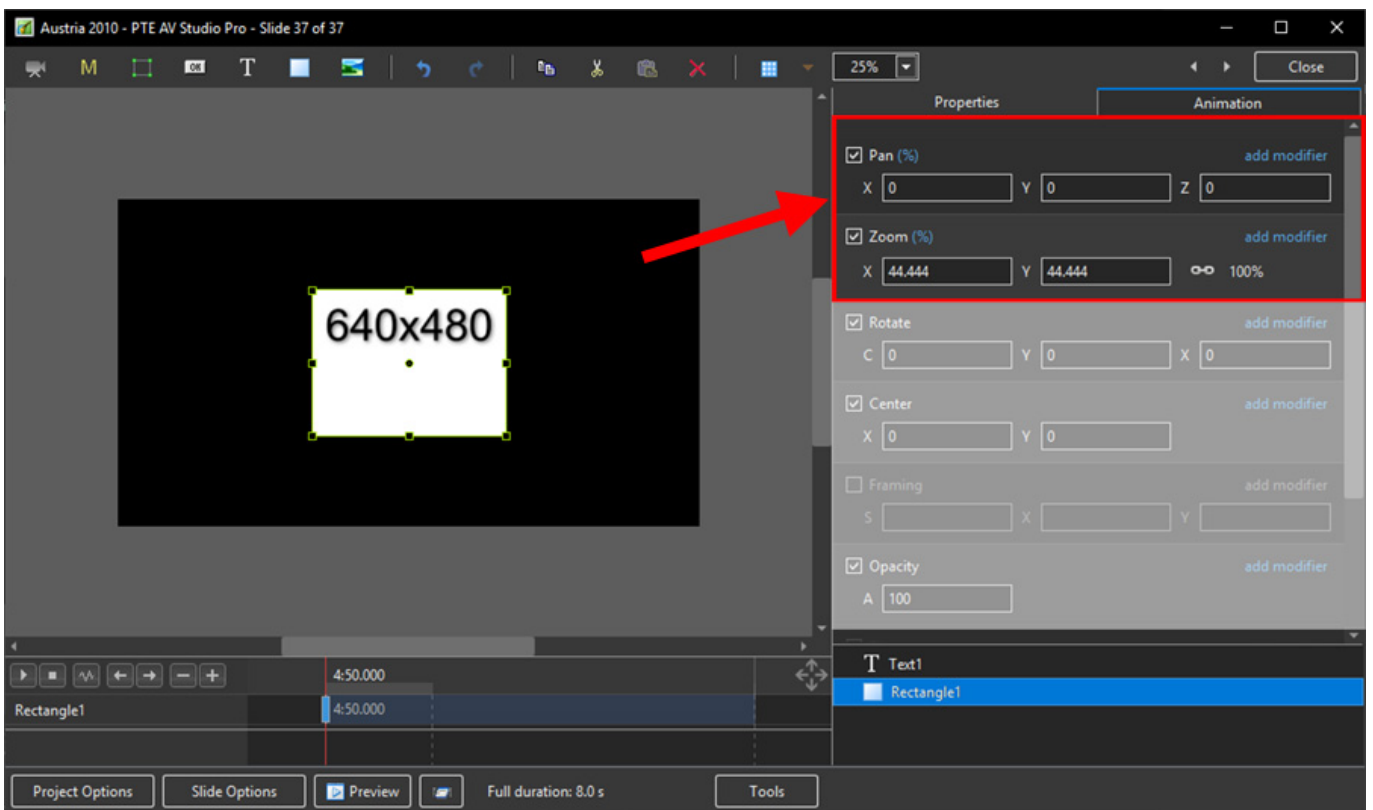 Austria 2010 - PTE AV Studio Pro - Slide 37 of 37
M OK T 25% Close
Properties Animation
Pan (%) add modifier
X 0 Y 0 Z 0
Zoom (%) add modifier
X 44.444 Y 44.444 100%
640x480
Rotate add modifier
C 0 Y 0 X 0
Center add modifier
X 0 Y 0
Framing add modifier
S X Y
Opacity add modifier
A 100
4:50.000
Rectangle1 4:50.000
T Text1
Rectangle1
Project Options Slide Options Preview Full duration: 8.0 s Tools